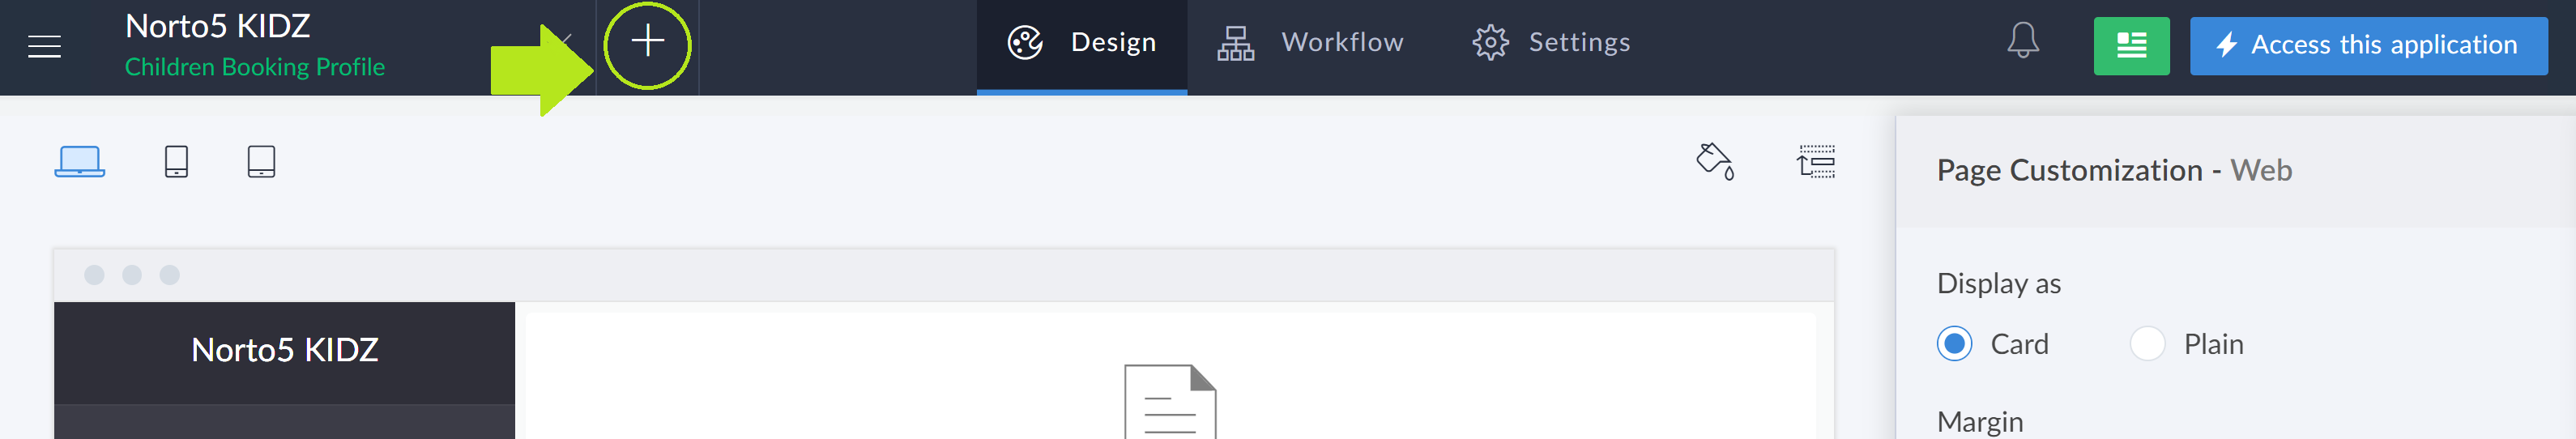 Norto5 KIDZ
Children Booking Profile
Design
Workflow
Settings
Access this application
Page Customization - Web
Display as
Card
Plain
Margin
Norto5 KIDZ